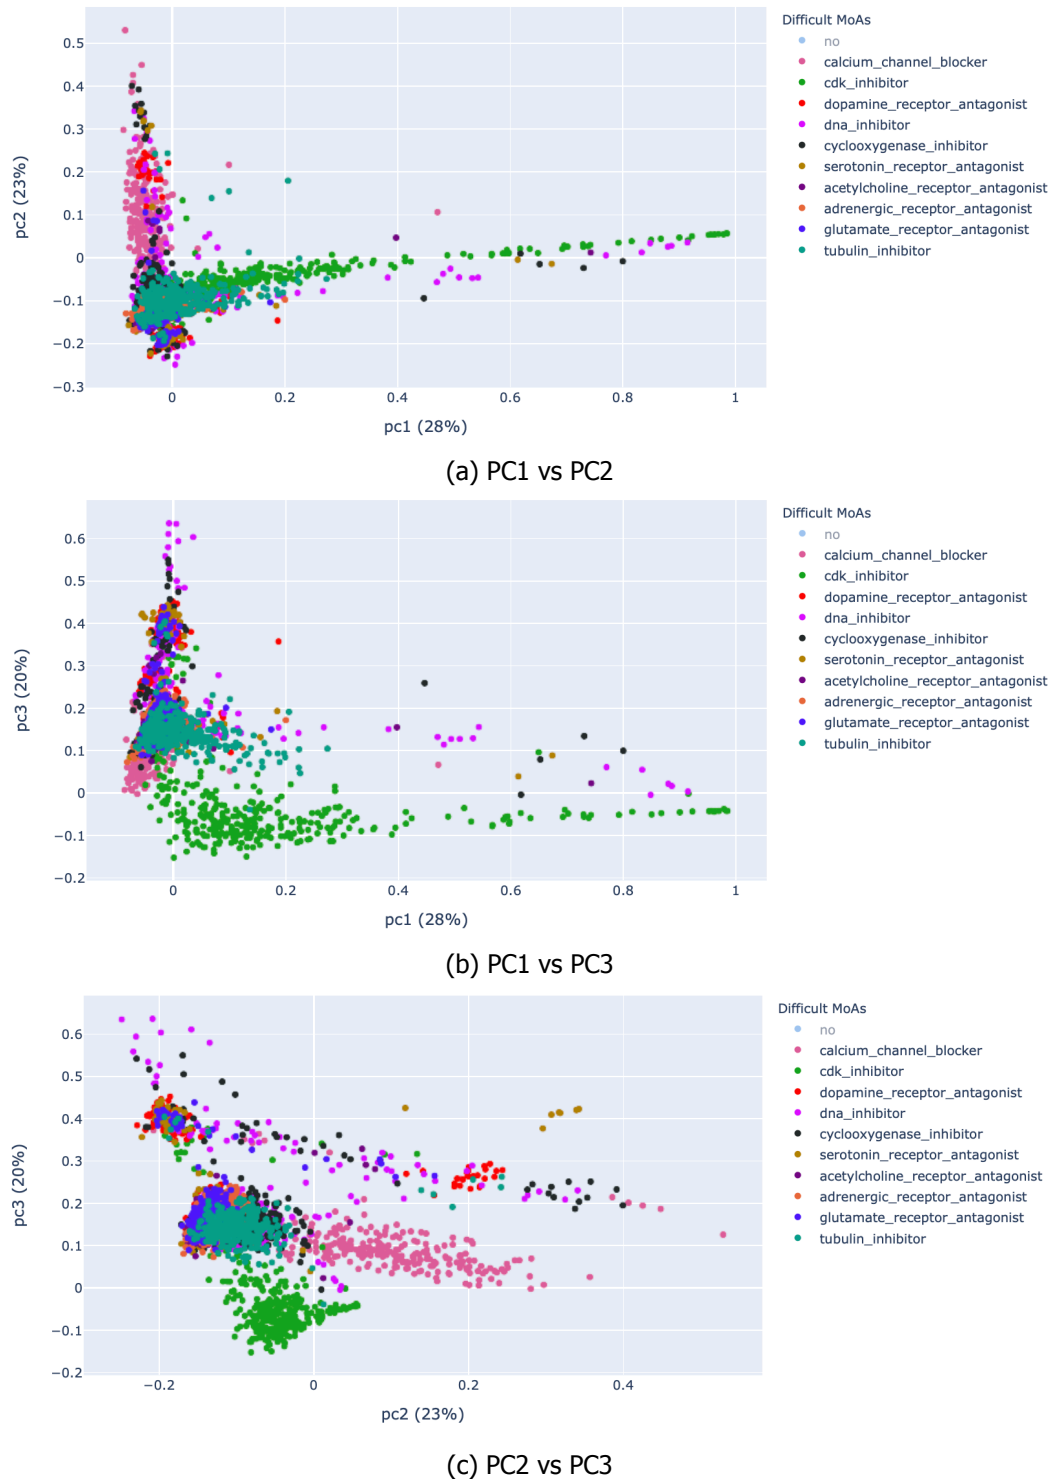 Difficult MoAs
no
calcium_channel_blocker
cdk_inhibitor
dopamine_receptor_antagonist
dna_inhibitor
cyclooxygenase_inhibitor
serotonin_receptor_antagonist
acetylcholine_receptor_antagonist
adrenergic_receptor_antagonist
glutamate_receptor_antagonist
tubulin_inhibitor
pc2 (23%)
0.5
0.4
0.3
0.2
0.1
0
−0.1
−0.2
−0.3
0 0.2 0.4 0.6 0.8 1
pc1 (28%)
(a) PC1 vs PC2
Difficult MoAs
no
calcium_channel_blocker
cdk_inhibitor
dopamine_receptor_antagonist
dna_inhibitor
cyclooxygenase_inhibitor
serotonin_receptor_antagonist
acetylcholine_receptor_antagonist
adrenergic_receptor_antagonist
glutamate_receptor_antagonist
tubulin_inhibitor
pc3 (20%)
0.6
0.5
0.4
0.3
0.2
0.1
0
−0.1
−0.2
0 0.2 0.4 0.6 0.8 1
pc1 (28%)
(b) PC1 vs PC3
Difficult MoAs
no
calcium_channel_blocker
cdk_inhibitor
dopamine_receptor_antagonist
dna_inhibitor
cyclooxygenase_inhibitor
serotonin_receptor_antagonist
acetylcholine_receptor_antagonist
adrenergic_receptor_antagonist
glutamate_receptor_antagonist
tubulin_inhibitor
pc3 (20%)
0.6
0.5
0.4
0.3
0.2
0.1
0
−0.1
−0.2
−0.2 0 0.2 0.4
pc2 (23%)
(c) PC2 vs PC3